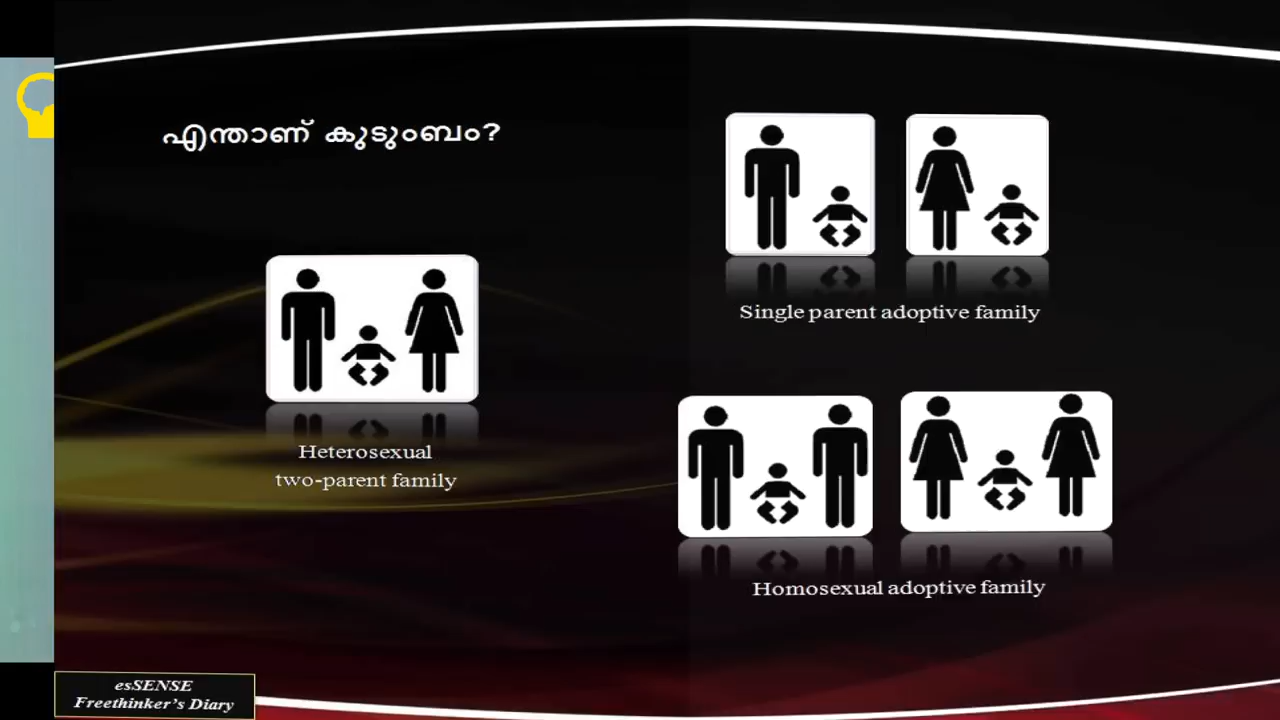 എന്താണ് കുടുംബം?
Single parent adoptive family
Heterosexual
two-parent family
Homosexual adoptive family
esSENSE
Freethinker's Diary